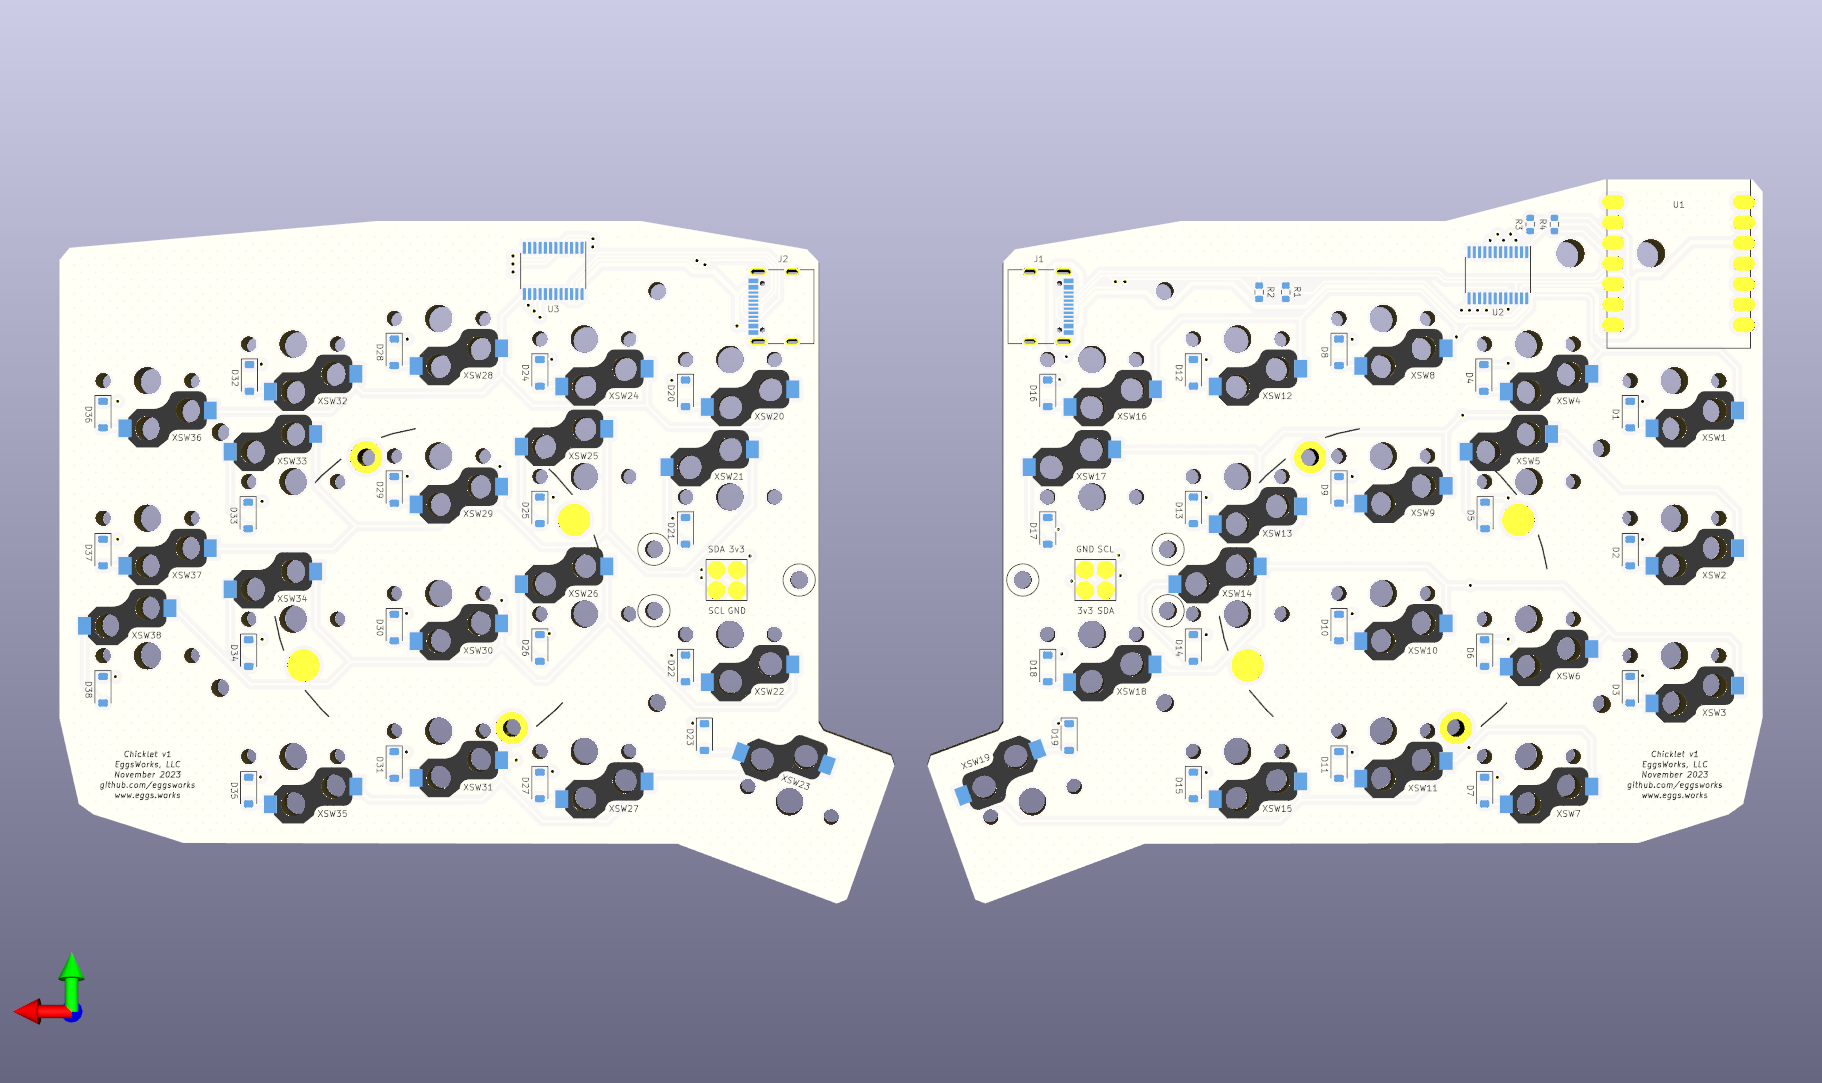 U1
R3
R4
J2
J1
U3
R2
R1
U2
D28
D8
D32
XSW28
D24
D12
XSW8
D4
XSW32
XSW24
D20
D16
XSW12
XSW4
D36
XSW20
XSW16
D1
XSW36
XSW1
XSW33
XSW25
XSW5
XSW21
XSW17
D29
D9
D33
XSW29
D25
D21
D17
D13
XSW9
D5
XSW13
D37
SDA 3v3
GND SCL
D2
XSW37
XSW2
XSW34
XSW26
XSW14
SCL GND
3v3 SDA
XSW38
D30
D10
D34
XSW30
D26
D14
XSW10
D6
D38
D22
D18
XSW6
D3
XSW22
XSW18
XSW3
D23
D19
Chicklet v1
EggsWorks, LLC
November 2023
github.com/eggsworks
www.eggs.works
D35
D31
XSW31
D27
XSW23
XSW19
D15
D11
XSW11
D7
XSW35
XSW27
XSW15
XSW7
Chicklet v1
EggsWorks, LLC
November 2023
github.com/eggsworks
www.eggs.works